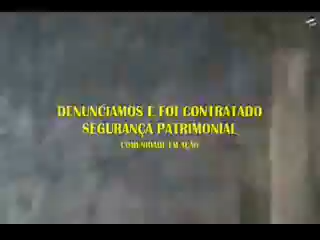 DENUNCIAMOS E FOI CONTRATADO
SEGURANÇA PATRIMONIAL
COMUNIDADE EM AÇÃO